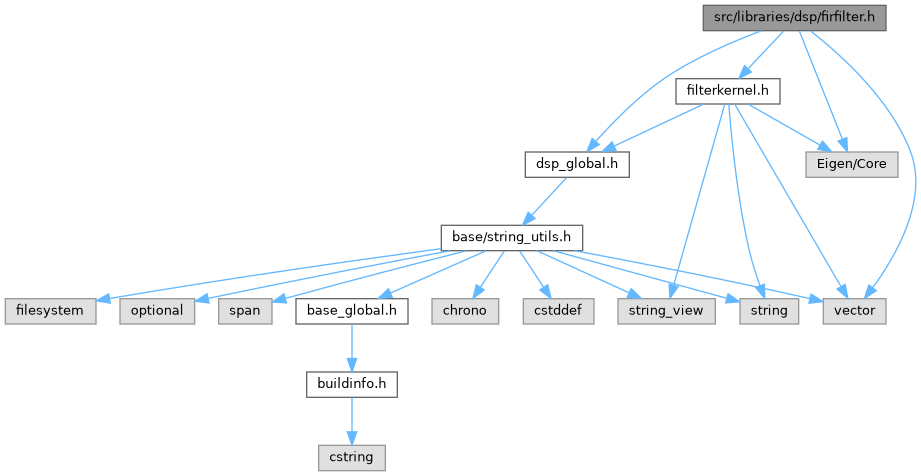 src/libraries/dsp/firfilter.h
filterkernel.h
dsp_global.h
Eigen/Core
base/string_utils.h
filesystem
optional
span
base_global.h
chrono
cstddef
string_view
string
vector
buildinfo.h
cstring